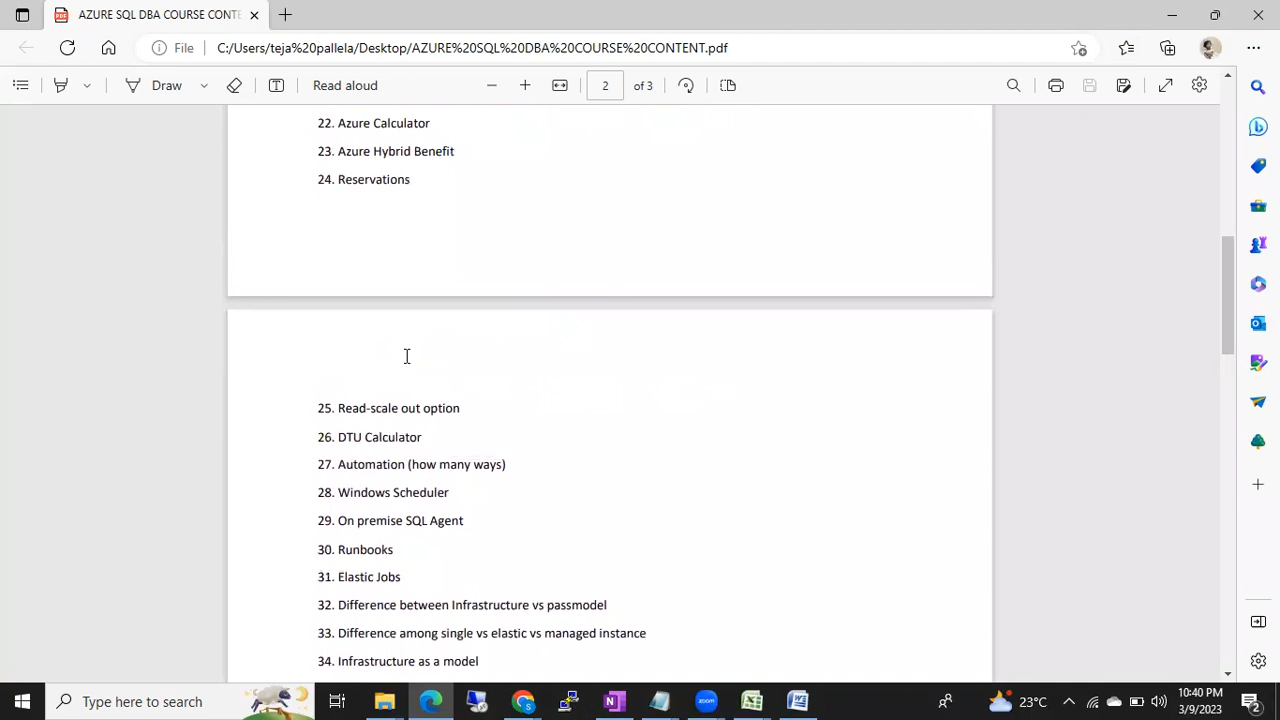 AZURE SQL DBA COURSE CONTE
File C:/Users/teja%20pallela/Desktop/AZURE%20SQL%20DBA%20COURSE%20CONTENT.pdf
Draw Read aloud 2 of 3
22. Azure Calculator
23. Azure Hybrid Benefit
24. Reservations
25. Read-scale out option
26. DTU Calculator
27. Automation (how many ways)
28. Windows Scheduler
29. On premise SQL Agent
30. Runbooks
31. Elastic Jobs
32. Difference between Infrastructure vs passmodel
33. Difference among single vs elastic vs managed instance
34. Infrastructure as a model
Type here to search
23°C
10:40 PM
3/9/2023
2